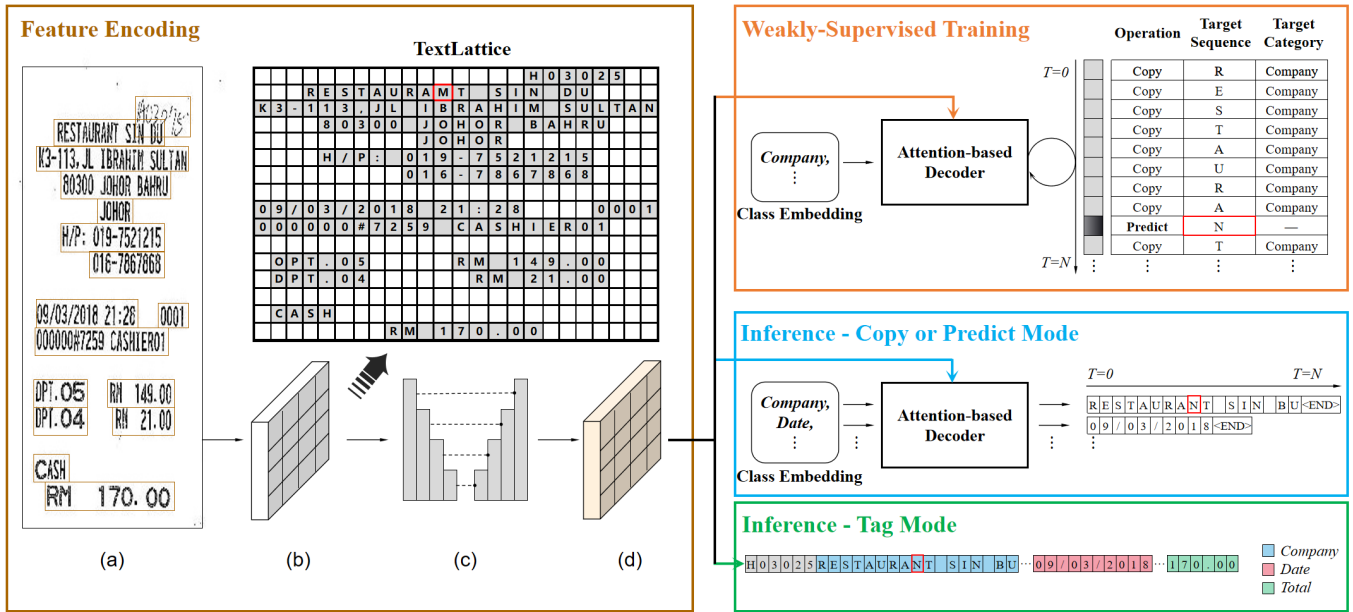 Feature Encoding
RESTAURANT SIN DU
K3-113,JL IBRAHIM SULTAN
80300 JOHOR BAHRU
JOHOR
H/P: 019-7521215
016-7867868
09/03/2018 21:28 0001
000000#7259 CASHIER01
DPT.05 RM 149.00
DPT.04 RM 21.00
CASH
RM 170.00
(a)
TextLattice
H03025
RESTAURAMT SIN DU
K3-113,JL IBRAHIM SULTAN
80300 JOHOR BAHRU
JOHOR
H/P: 019-7521215
016-7867868
09/03/2018 21:28 0001
000000#7259 CASHIER01
OPT.05 RM 149.00
DPT.04 RM 21.00
CASH
RM 170.00
(b)
(c)
(d)
Weakly-Supervised Training
Company,
⋮
Class Embedding
Attention-based
Decoder
T=0
T=N
Operation Target Sequence Target Category
Copy R Company
Copy E Company
Copy S Company
Copy T Company
Copy A Company
Copy U Company
Copy R Company
Copy A Company
Predict N —
Copy T Company
⋮ ⋮ ⋮ ⋮
Inference - Copy or Predict Mode
Company,
Date,
⋮
Class Embedding
Attention-based
Decoder
T=0 T=N
RESTAURANT SIN BU<END>
09/03/2018<END>
⋮
Inference - Tag Mode
H03025RESTAURANT SIN BU···09/03/2018···170.00
Company
Date
Total